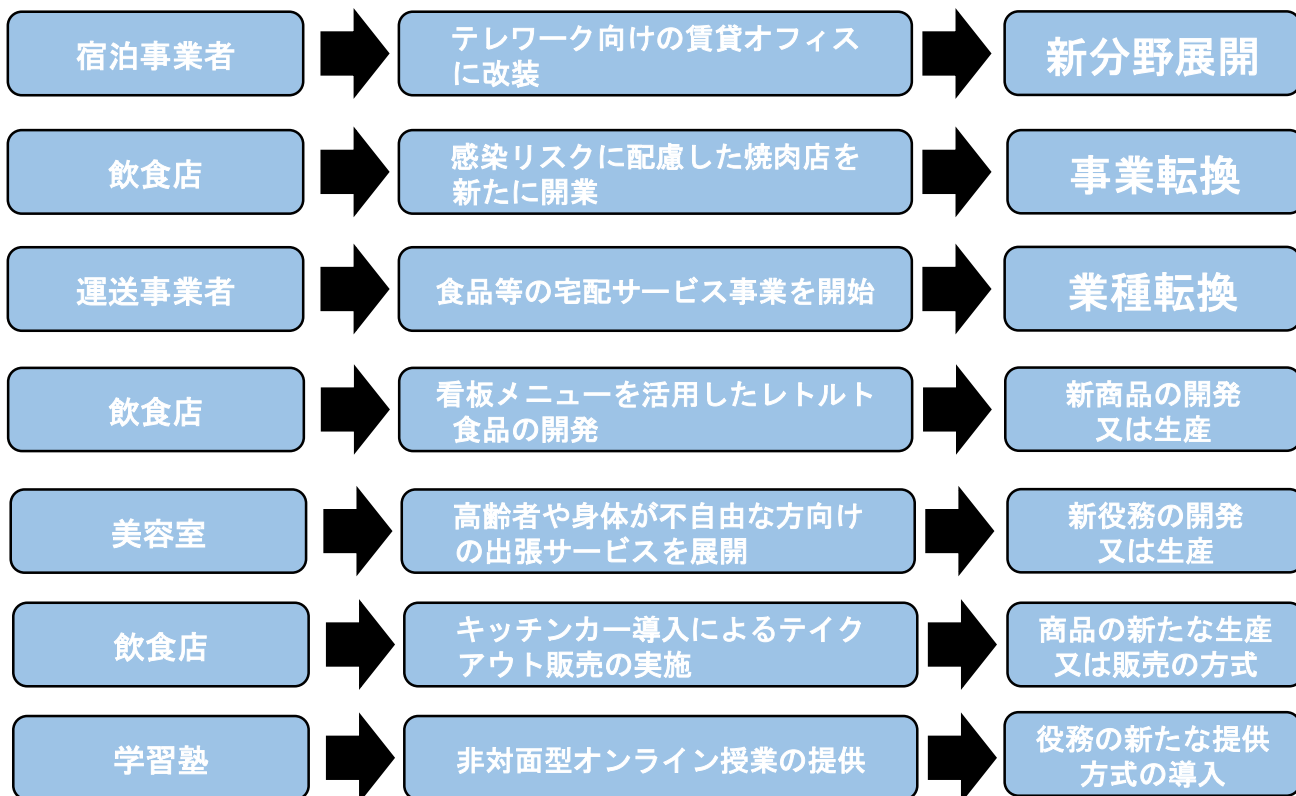 宿泊事業者
テレワーク向けの賃貸オフィス
に改装
新分野展開
飲食店
感染リスクに配慮した焼肉店を
新たに開業
事業転換
運送事業者
食品等の宅配サービス事業を開始
業種転換
飲食店
看板メニューを活用したレトルト
食品の開発
新商品の開発
又は生産
美容室
高齢者や身体が不自由な方向け
の出張サービスを展開
新役務の開発
又は生産
飲食店
キッチンカー導入によるテイク
アウト販売の実施
商品の新たな生産
又は販売の方式
学習塾
非対面型オンライン授業の提供
役務の新たな提供
方式の導入